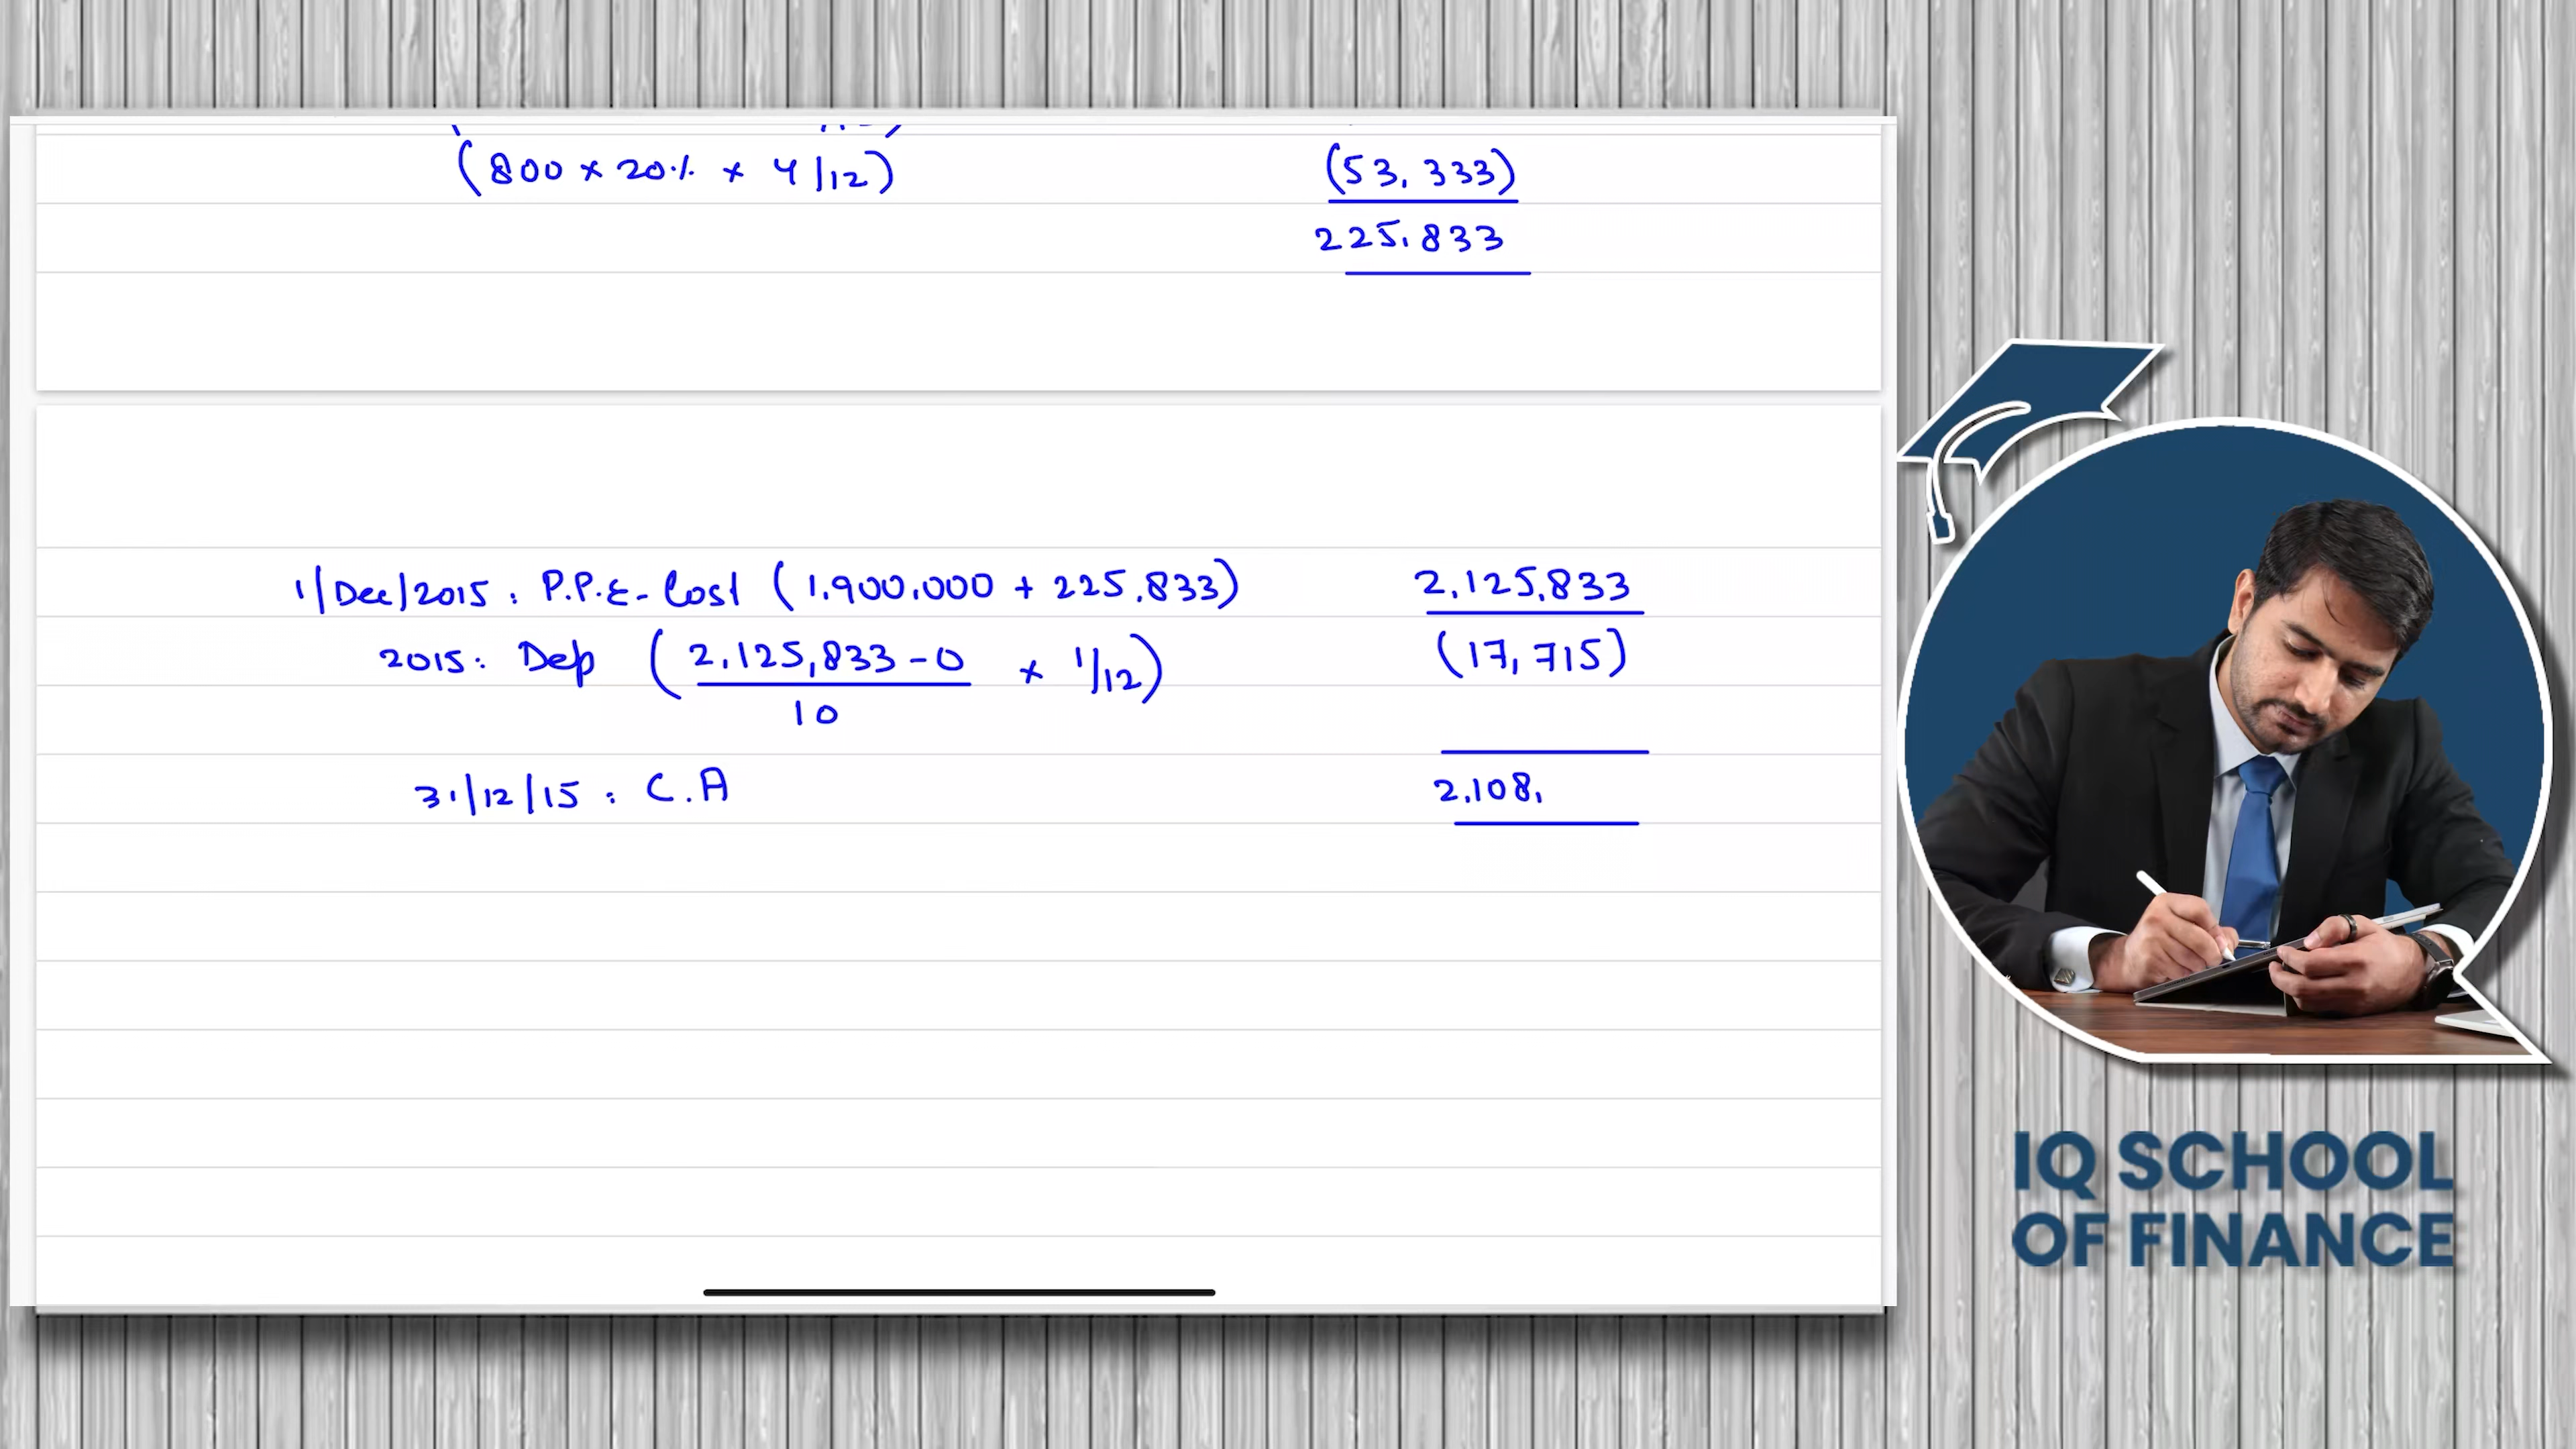 (800 × 20% × 4/12) (53,333)
225,833
1/Dec/2015: P.P.E - Cost (1,900,000 + 225,833) 2,125,833
2015: Dep (2,125,833 - 0 / 10 × 1/12) (17,715)
31/12/15: C.A 2,108,
IQ SCHOOL
OF FINANCE